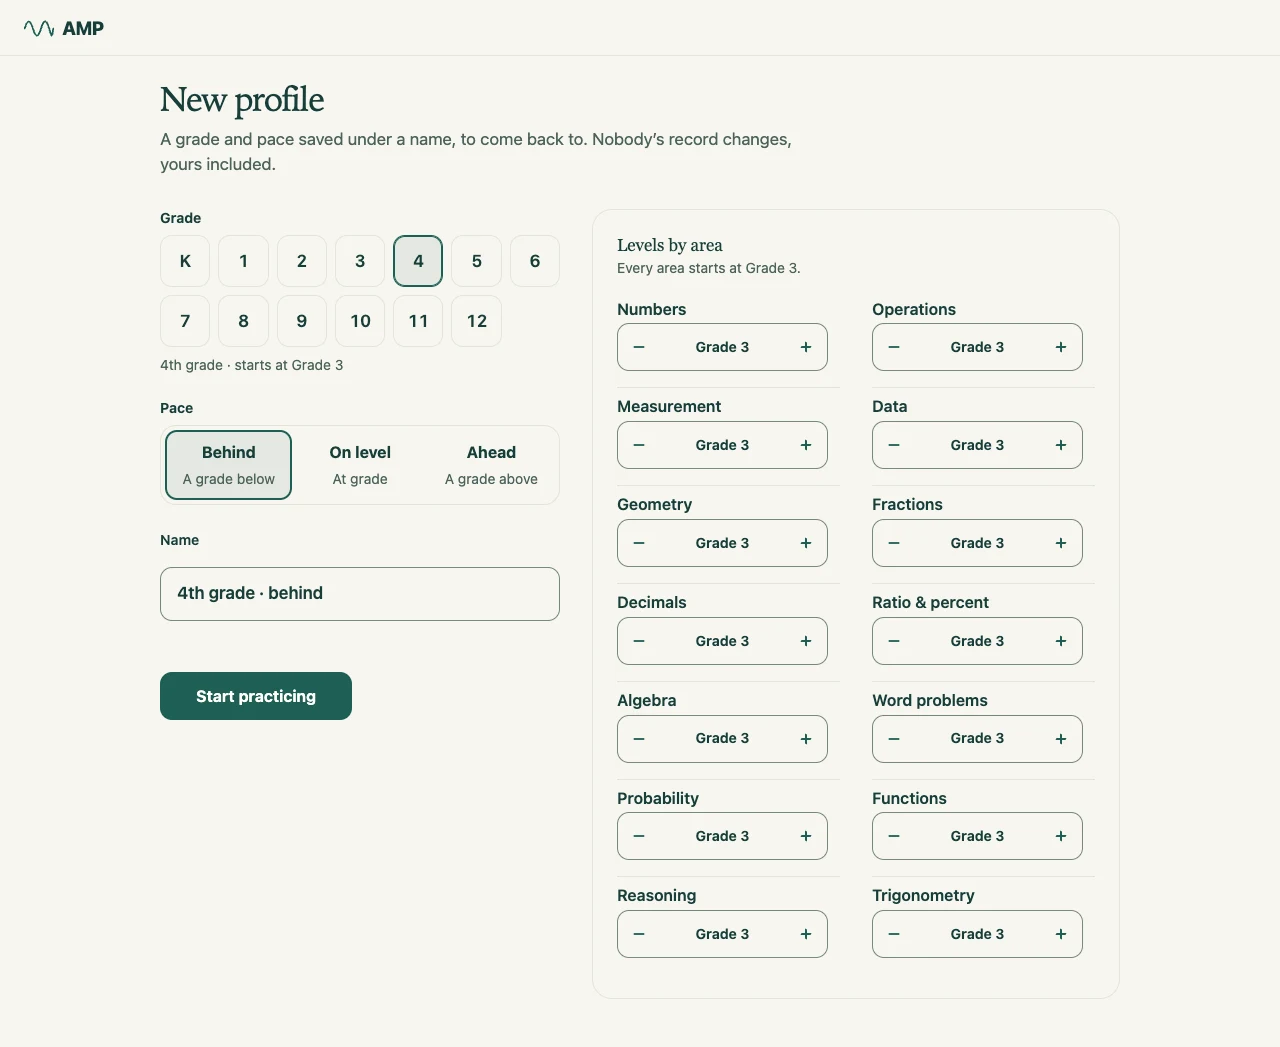 AMP
New profile
A grade and pace saved under a name, to come back to. Nobody’s record changes,
yours included.
Grade
K 1 2 3 4 5 6
7 8 9 10 11 12
4th grade · starts at Grade 3
Pace
Behind On level Ahead
A grade below At grade A grade above
Name
4th grade · behind
Start practicing
Levels by area
Every area starts at Grade 3.
Numbers Operations
− Grade 3 + − Grade 3 +
Measurement Data
− Grade 3 + − Grade 3 +
Geometry Fractions
− Grade 3 + − Grade 3 +
Decimals Ratio & percent
− Grade 3 + − Grade 3 +
Algebra Word problems
− Grade 3 + − Grade 3 +
Probability Functions
− Grade 3 + − Grade 3 +
Reasoning Trigonometry
− Grade 3 + − Grade 3 +